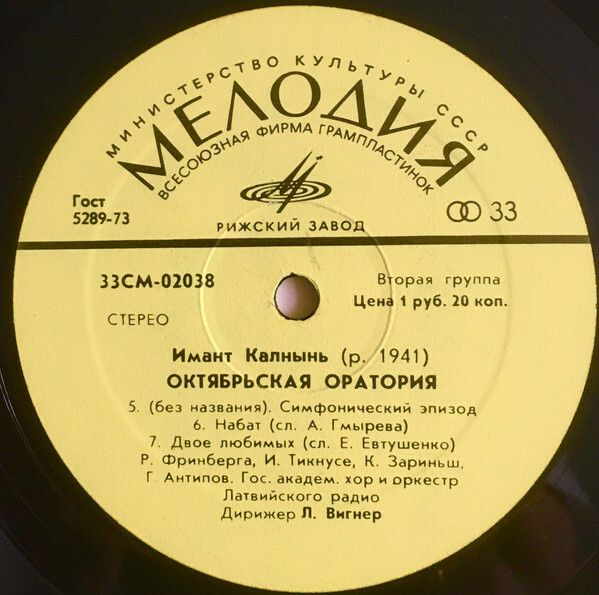 МИНИСТЕРСТВО КУЛЬТУРЫ СССР
МЕЛОДИЯ
ВСЕСОЮЗНАЯ ФИРМА ГРАМПЛАСТИНОК
Гост
5289-73
33
РИЖСКИЙ ЗАВОД
33СМ-02038
Вторая группа
Цена 1 руб. 20 коп.
СТЕРЕО
Имант Калнынь (р. 1941)
ОКТЯБРЬСКАЯ ОРАТОРИЯ
5. (без названия). Симфонический эпизод
6. Набат (сл. А. Гмырева)
7. Двое любимых (сл. Е. Евтушенко)
Р. Фринберга, И. Тикнусе, К. Зариньш,
Г. Антипов. Гос. академ. хор и оркестр
Латвийского радио
Дирижер Л. Вигнер